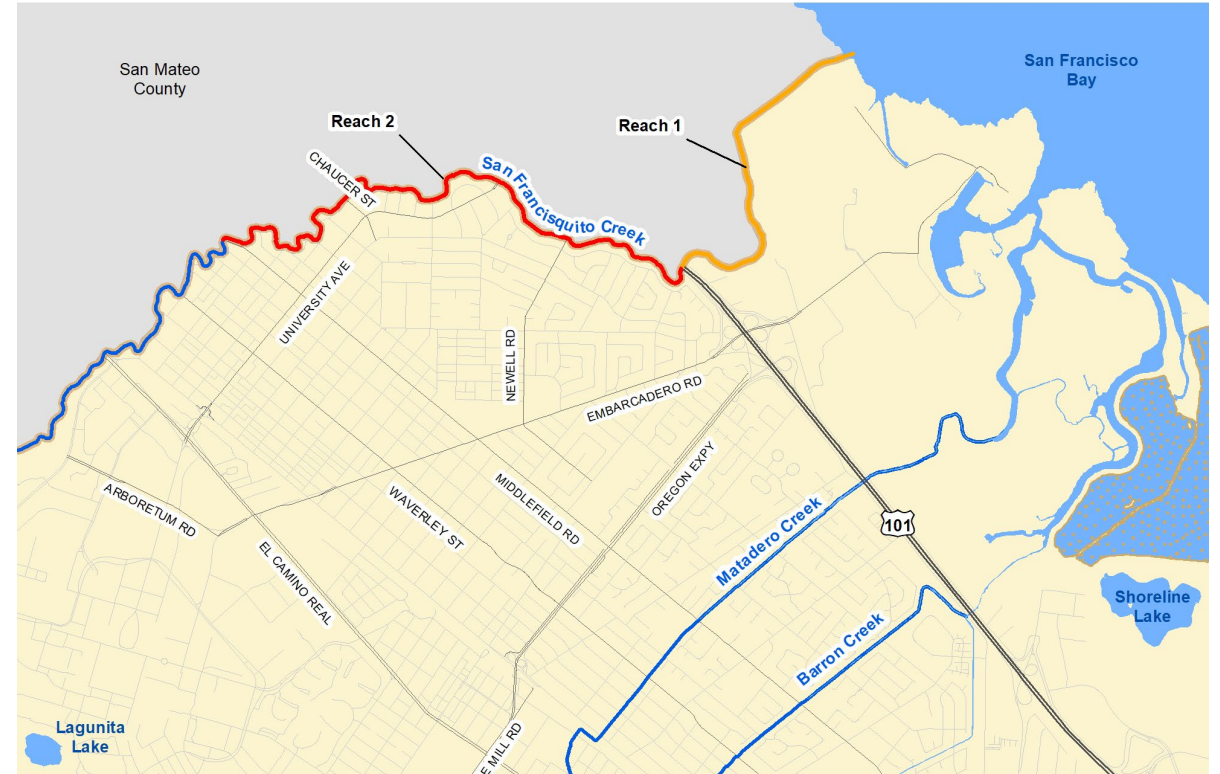 San Mateo
County
San Francisco
Bay
Reach 2
Reach 1
CHAUCER ST
San Francisquito Creek
UNIVERSITY AVE
NEWELL RD
EMBARCADERO RD
OREGON EXPY
MIDDLEFIELD RD
WAVERLEY ST
ARBORETUM RD
EL CAMINO REAL
Matadero Creek
101
Barron Creek
Shoreline
Lake
Lagunita
Lake
E MILL RD